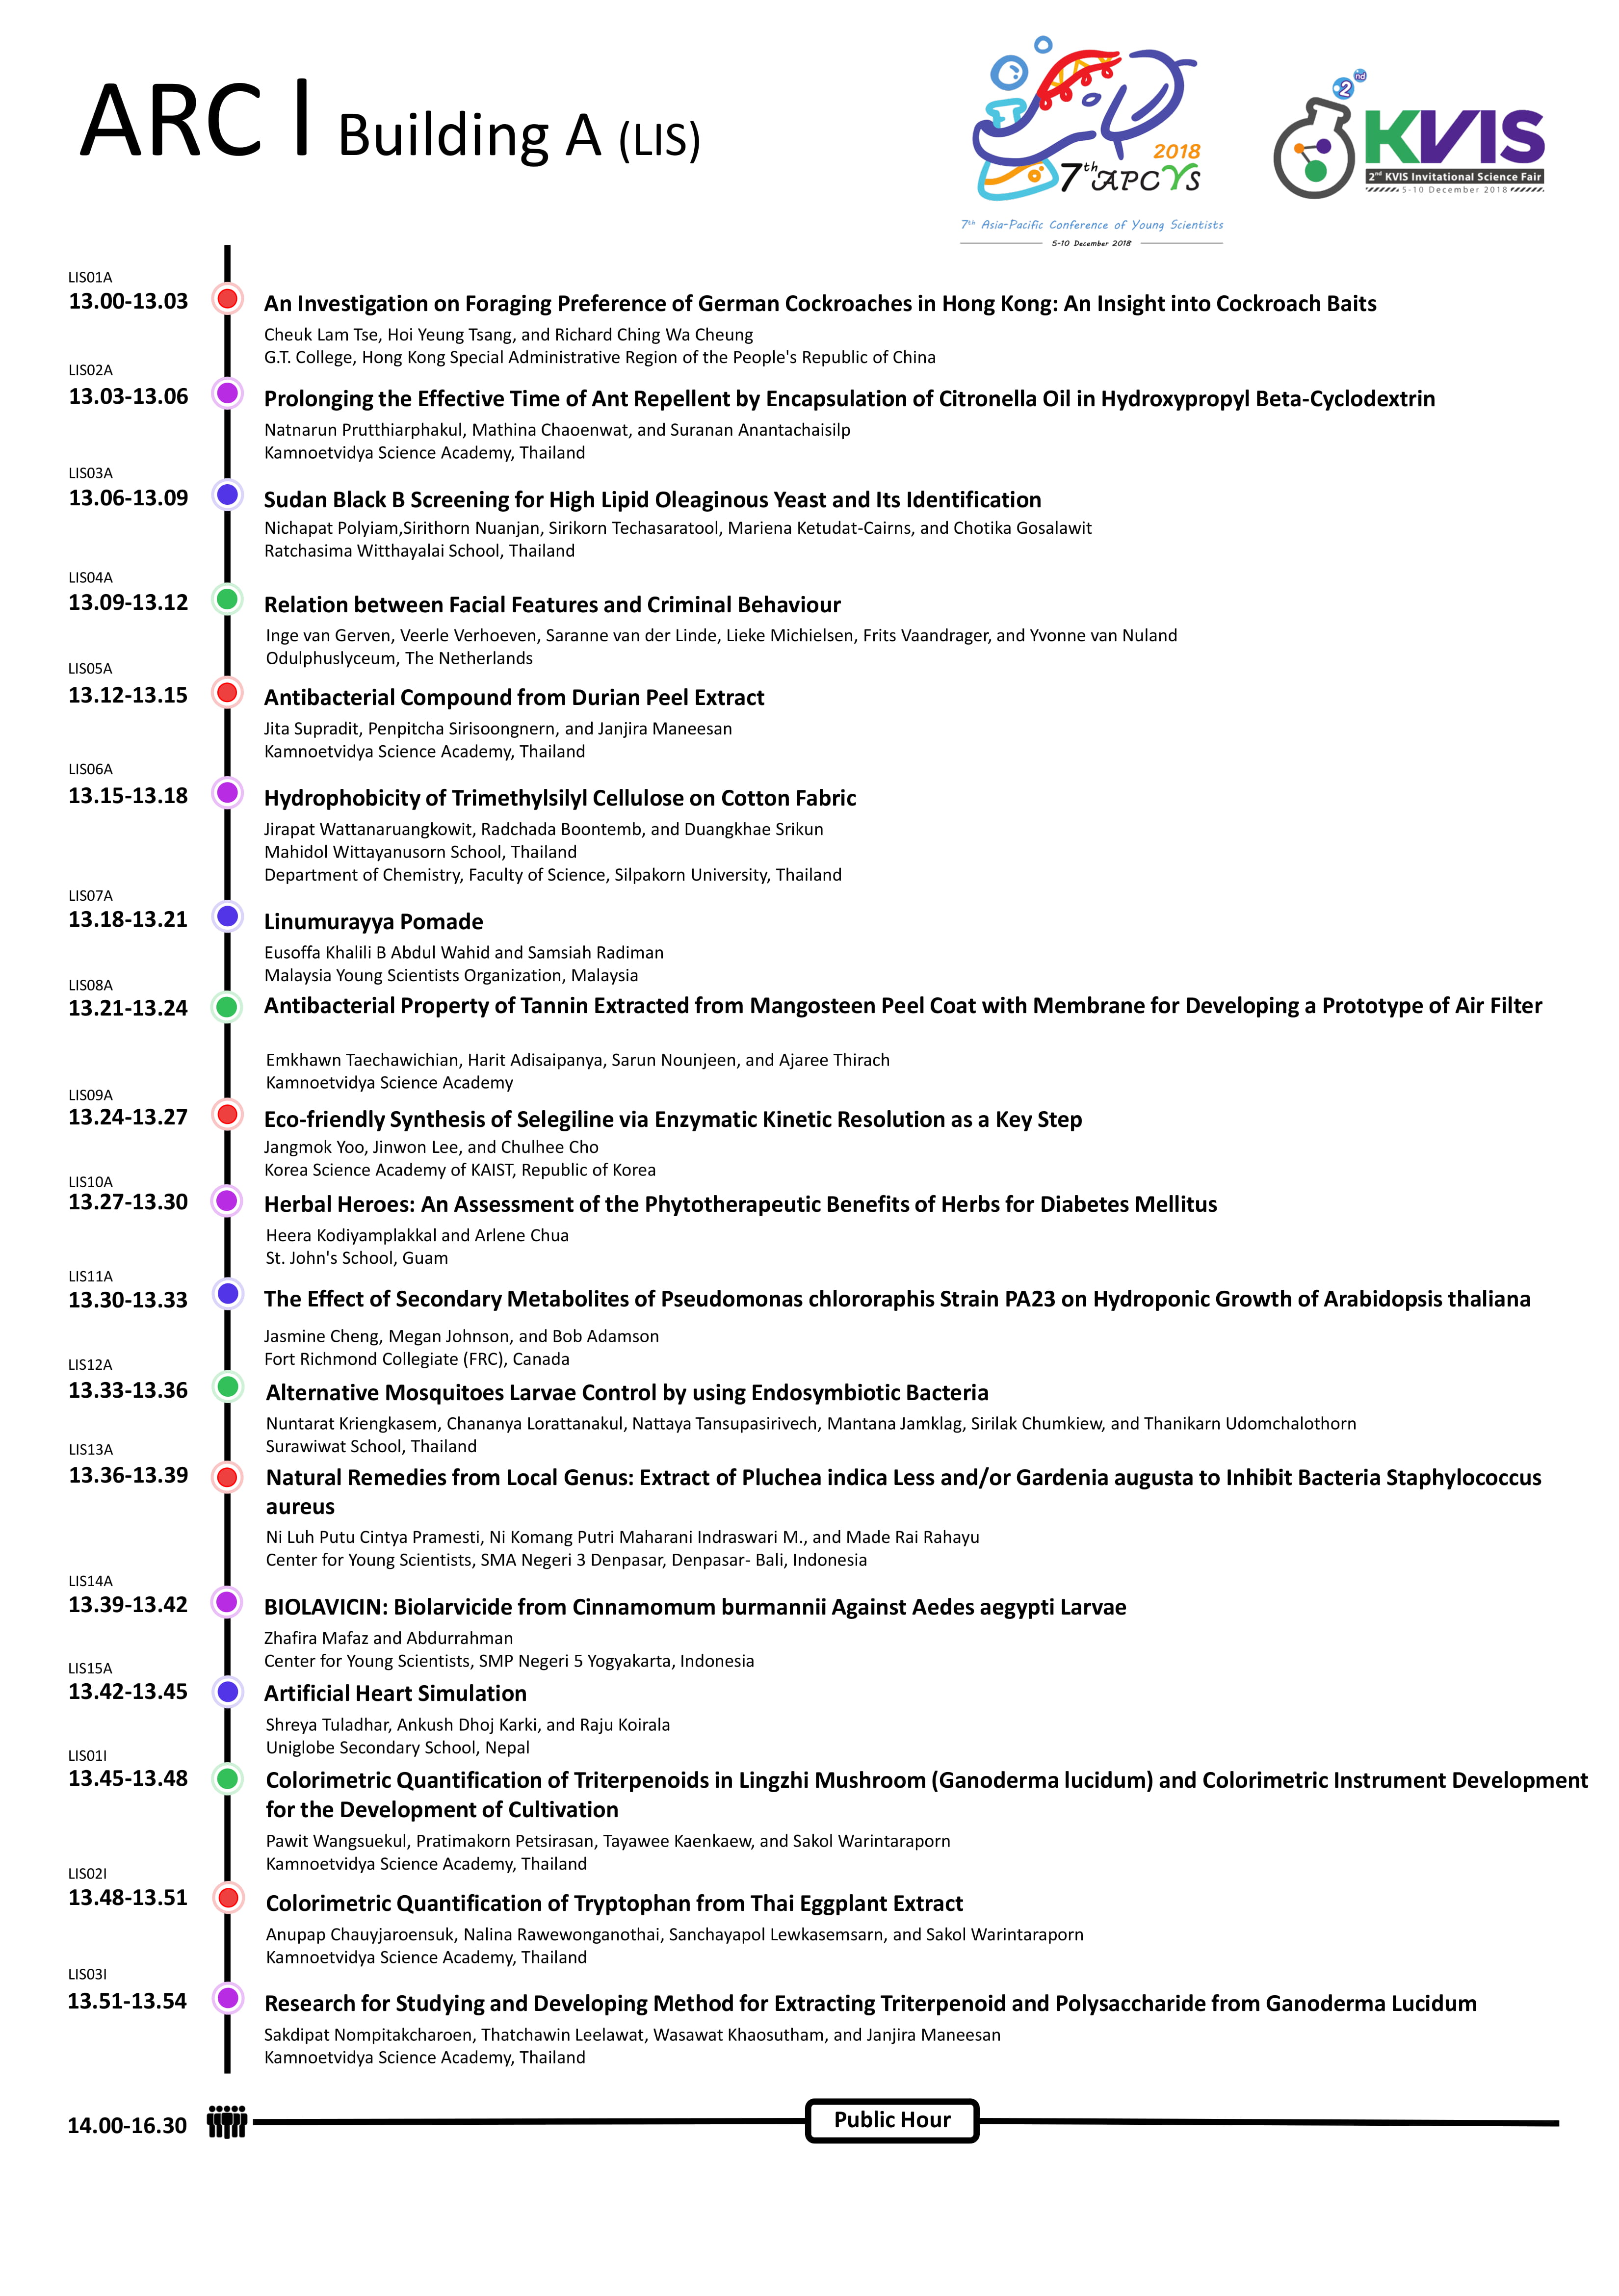 ARC | Building A (LIS)
2018
7th APCYS
7th Asia-Pacific Conference of Young Scientists
5-10 December 2018
2nd
KVIS
2nd KVIS Invitational Science Fair
5-10 December 2018
LIS01A
13.00-13.03
An Investigation on Foraging Preference of German Cockroaches in Hong Kong: An Insight into Cockroach Baits
Cheuk Lam Tse, Hoi Yeung Tsang, and Richard Ching Wa Cheung
G.T. College, Hong Kong Special Administrative Region of the People's Republic of China
LIS02A
13.03-13.06
Prolonging the Effective Time of Ant Repellent by Encapsulation of Citronella Oil in Hydroxypropyl Beta-Cyclodextrin
Natnarun Prutthiarphakul, Mathina Chaoenwat, and Suranan Anantachaisilp
Kamnoetvidya Science Academy, Thailand
LIS03A
13.06-13.09
Sudan Black B Screening for High Lipid Oleaginous Yeast and Its Identification
Nichapat Polyiam,Sirithorn Nuanjan, Sirikorn Techasaratool, Mariena Ketudat-Cairns, and Chotika Gosalawit
Ratchasima Witthayalai School, Thailand
LIS04A
13.09-13.12
Relation between Facial Features and Criminal Behaviour
Inge van Gerven, Veerle Verhoeven, Saranne van der Linde, Lieke Michielsen, Frits Vaandrager, and Yvonne van Nuland
Odulphuslyceum, The Netherlands
LIS05A
13.12-13.15
Antibacterial Compound from Durian Peel Extract
Jita Supradit, Penpitcha Sirisoongnern, and Janjira Maneesan
Kamnoetvidya Science Academy, Thailand
LIS06A
13.15-13.18
Hydrophobicity of Trimethylsilyl Cellulose on Cotton Fabric
Jirapat Wattanaruangkowit, Radchada Boontemb, and Duangkhae Srikun
Mahidol Wittayanusorn School, Thailand
Department of Chemistry, Faculty of Science, Silpakorn University, Thailand
LIS07A
13.18-13.21
Linumurayya Pomade
Eusoffa Khalili B Abdul Wahid and Samsiah Radiman
Malaysia Young Scientists Organization, Malaysia
LIS08A
13.21-13.24
Antibacterial Property of Tannin Extracted from Mangosteen Peel Coat with Membrane for Developing a Prototype of Air Filter
Emkhawn Taechawichian, Harit Adisaipanya, Sarun Nounjeen, and Ajaree Thirach
Kamnoetvidya Science Academy
LIS09A
13.24-13.27
Eco-friendly Synthesis of Selegiline via Enzymatic Kinetic Resolution as a Key Step
Jangmok Yoo, Jinwon Lee, and Chulhee Cho
Korea Science Academy of KAIST, Republic of Korea
LIS10A
13.27-13.30
Herbal Heroes: An Assessment of the Phytotherapeutic Benefits of Herbs for Diabetes Mellitus
Heera Kodiyamplakkal and Arlene Chua
St. John's School, Guam
LIS11A
13.30-13.33
The Effect of Secondary Metabolites of Pseudomonas chlororaphis Strain PA23 on Hydroponic Growth of Arabidopsis thaliana
Jasmine Cheng, Megan Johnson, and Bob Adamson
Fort Richmond Collegiate (FRC), Canada
LIS12A
13.33-13.36
Alternative Mosquitoes Larvae Control by using Endosymbiotic Bacteria
Nuntarat Kriengkasem, Chananya Lorattanakul, Nattaya Tansupasirivech, Mantana Jamklag, Sirilak Chumkiew, and Thanikarn Udomchalothorn
Surawiwat School, Thailand
LIS13A
13.36-13.39
Natural Remedies from Local Genus: Extract of Pluchea indica Less and/or Gardenia augusta to Inhibit Bacteria Staphylococcus
aureus
Ni Luh Putu Cintya Pramesti, Ni Komang Putri Maharani Indraswari M., and Made Rai Rahayu
Center for Young Scientists, SMA Negeri 3 Denpasar, Denpasar- Bali, Indonesia
LIS14A
13.39-13.42
BIOLAVICIN: Biolarvicide from Cinnamomum burmannii Against Aedes aegypti Larvae
Zhafira Mafaz and Abdurrahman
Center for Young Scientists, SMP Negeri 5 Yogyakarta, Indonesia
LIS15A
13.42-13.45
Artificial Heart Simulation
Shreya Tuladhar, Ankush Dhoj Karki, and Raju Koirala
Uniglobe Secondary School, Nepal
LIS01I
13.45-13.48
Colorimetric Quantification of Triterpenoids in Lingzhi Mushroom (Ganoderma lucidum) and Colorimetric Instrument Development
for the Development of Cultivation
Pawit Wangsuekul, Pratimakorn Petsirasan, Tayawee Kaenkaew, and Sakol Warintaraporn
Kamnoetvidya Science Academy, Thailand
LIS02I
13.48-13.51
Colorimetric Quantification of Tryptophan from Thai Eggplant Extract
Anupap Chauyjaroensuk, Nalina Rawewonganothai, Sanchayapol Lewkasemsarn, and Sakol Warintaraporn
Kamnoetvidya Science Academy, Thailand
LIS03I
13.51-13.54
Research for Studying and Developing Method for Extracting Triterpenoid and Polysaccharide from Ganoderma Lucidum
Sakdipat Nompitakcharoen, Thatchawin Leelawat, Wasawat Khaosutham, and Janjira Maneesan
Kamnoetvidya Science Academy, Thailand
14.00-16.30
Public Hour